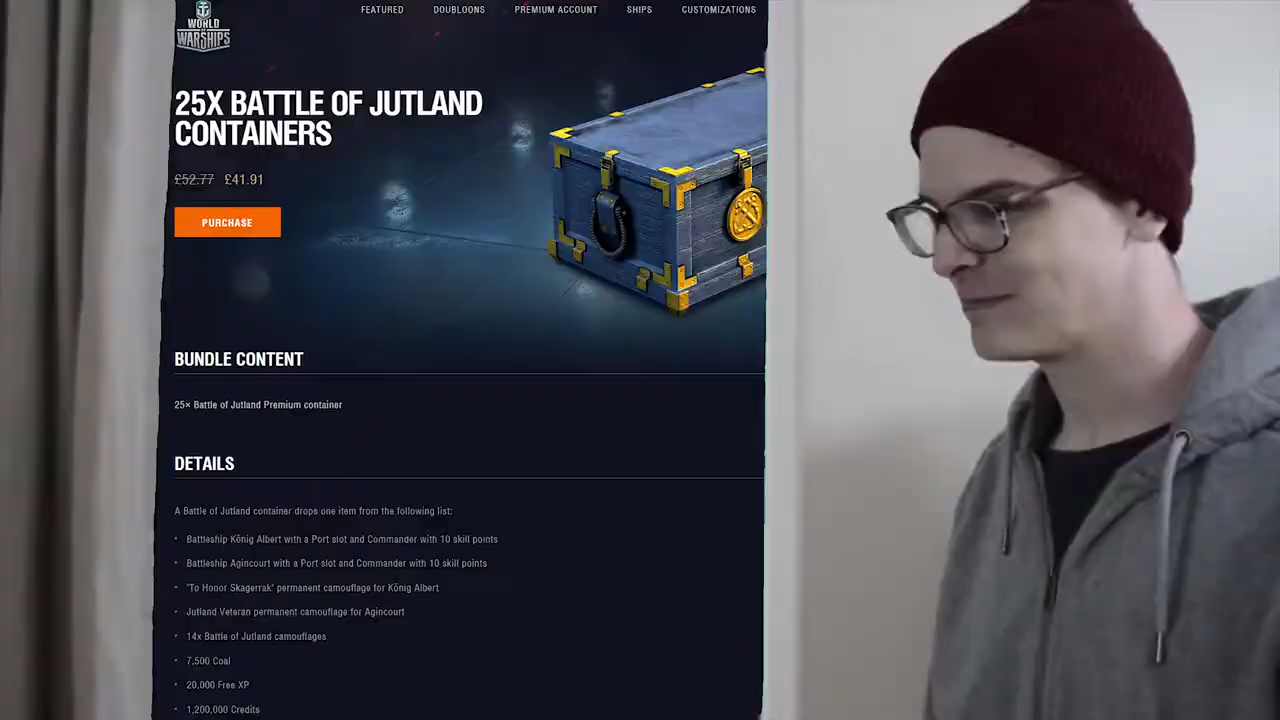 WORLD OF WARSHIPS
FEATURED DOUBLOONS PREMIUM ACCOUNT SHIPS CUSTOMIZATIONS
25X BATTLE OF JUTLAND
CONTAINERS
£52.77 £41.91
PURCHASE
BUNDLE CONTENT
25× Battle of Jutland Premium container
DETAILS
A Battle of Jutland container drops one item from the following list:
• Battleship König Albert with a Port slot and Commander with 10 skill points
• Battleship Agincourt with a Port slot and Commander with 10 skill points
• "To Honor Skagerrak" permanent camouflage for König Albert
• Jutland Veteran permanent camouflage for Agincourt
• 14x Battle of Jutland camouflages
• 7,500 Coal
• 20,000 Free XP
• 1,200,000 Credits